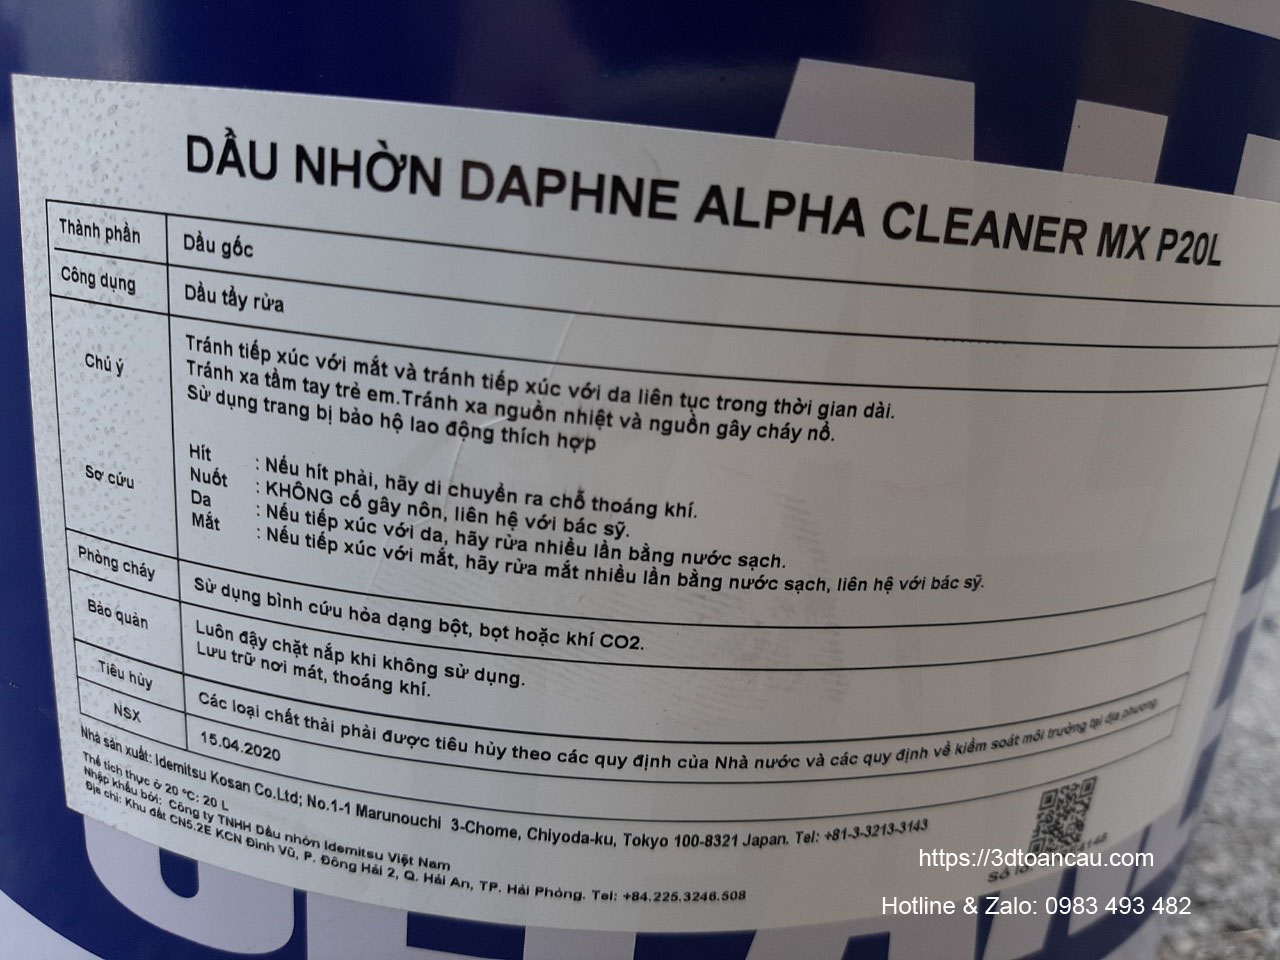 DẦU NHỜN DAPHNE ALPHA CLEANER MX P20L
Thành phần Dầu gốc
Công dụng Dầu tẩy rửa
Chú ý Tránh tiếp xúc với mắt và tránh tiếp xúc với da liên tục trong thời gian dài.
Tránh xa tầm tay trẻ em.Tránh xa nguồn nhiệt và nguồn gây cháy nổ.
Sử dụng trang bị bảo hộ lao động thích hợp
Sơ cứu Hít : Nếu hít phải, hãy di chuyển ra chỗ thoáng khí.
Nuốt : KHÔNG cố gây nôn, liên hệ với bác sỹ.
Da : Nếu tiếp xúc với da, hãy rửa nhiều lần bằng nước sạch.
Mắt : Nếu tiếp xúc với mắt, hãy rửa mắt nhiều lần bằng nước sạch, liên hệ với bác sỹ.
Phòng cháy Sử dụng bình cứu hỏa dạng bột, bọt hoặc khí CO2.
Bảo quản Luôn đậy chặt nắp khi không sử dụng.
Lưu trữ nơi mát, thoáng khí.
Tiêu hủy Các loại chất thải phải được tiêu hủy theo các quy định của Nhà nước và các quy định về kiểm soát môi trường tại địa phương.
NSX 15.04.2020
Nhà sản xuất: Idemitsu Kosan Co.Ltd; No.1-1 Marunouchi 3-Chome, Chiyoda-ku, Tokyo 100-8321 Japan. Tel: +81-3-3213-3143
Thể tích thực ở 20 °C: 20 L
Nhập khẩu bởi: Công ty TNHH Dầu nhờn Idemitsu Việt Nam
Địa chỉ: Khu đất CN5.2E KCN Đình Vũ, P. Đông Hải 2, Q. Hải An, TP. Hải Phòng. Tel: +84.225.3246.508
Số lô:
https://3dtoancau.com
Hotline & Zalo: 0983 493 482